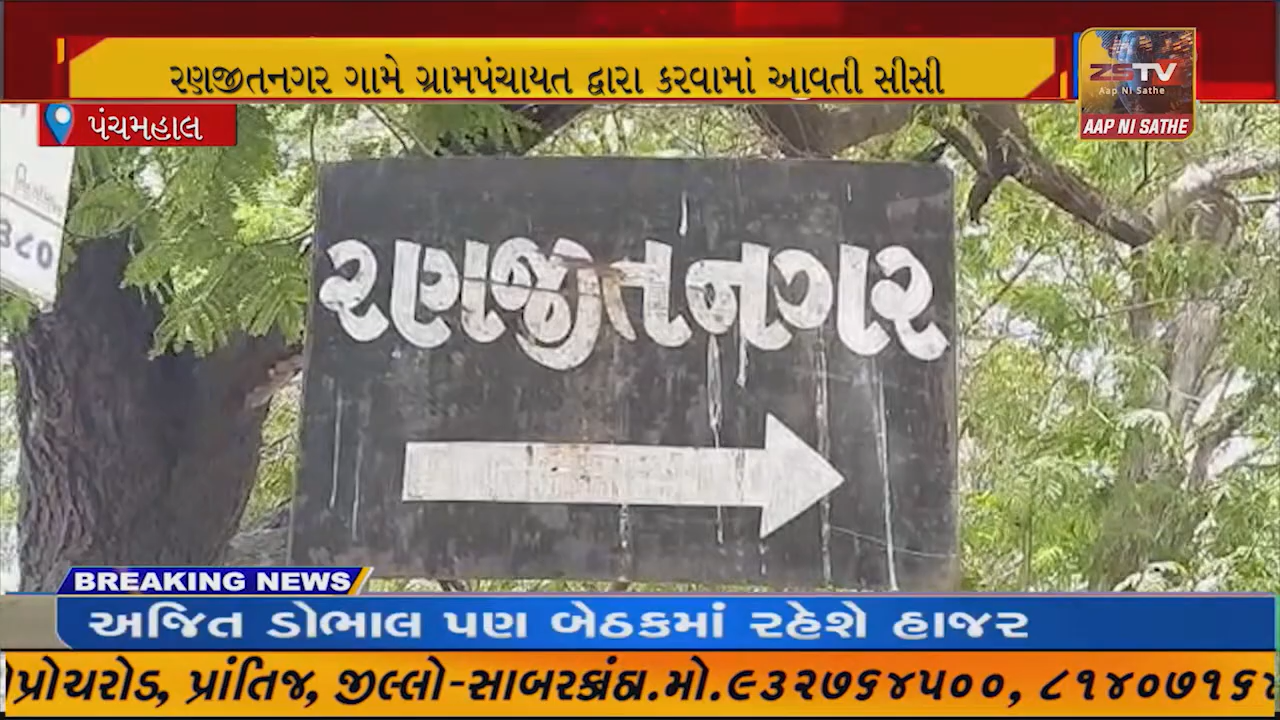 રણજીતનગર ગામે ગ્રામપંચાયત દ્વારા કરવામાં આવતી સીસી
ZSTV
Aap Ni Sathe
AAP NI SATHE
પંચમહાલ
૩૮૦
રણજીતનગર
BREAKING NEWS
અજિત ડોભાલ પણ બેઠકમાં રહેશે હાજર
પ્રોચરોડ, પ્રાંતિજ, જીલ્લો-સાબરકાંઠા.મો.૯૩૨૭૬૪૫૦૦, ૮૧૪૦૭૧૬